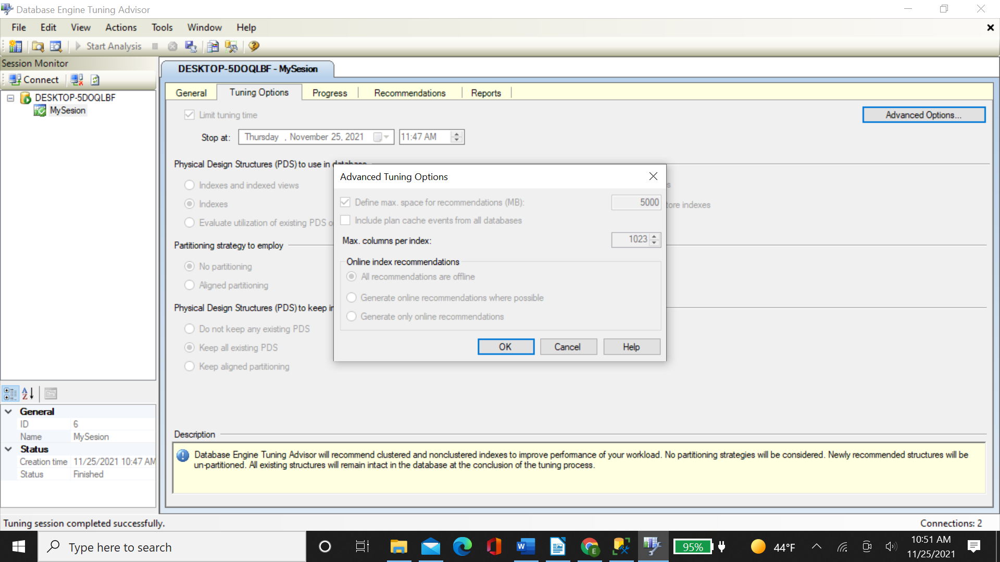 Database Engine Tuning Advisor
File Edit View Actions Tools Window Help
Start Analysis
Session Monitor
Connect
DESKTOP-5DOQLBF
MySesion
DESKTOP-5DOQLBF - MySesion
General Tuning Options Progress Recommendations Reports
Limit tuning time
Advanced Options...
Stop at: Thursday , November 25, 2021 11:47 AM
Physical Design Structures (PDS) to use in database
Indexes and indexed views
Indexes
indexes
Evaluate utilization of existing PDS
Partitioning strategy to employ
No partitioning
Aligned partitioning
Physical Design Structures (PDS) to keep
Do not keep any existing PDS
Keep all existing PDS
Keep aligned partitioning
Advanced Tuning Options
Define max. space for recommendations (MB): 5000
Include plan cache events from all databases
Max. columns per index: 1023
Online index recommendations
All recommendations are offline
Generate online recommendations where possible
Generate only online recommendations
OK Cancel Help
General
ID 6
Name MySesion
Status
Creation time 11/25/2021 10:47 AM
Status Finished
Description
Database Engine Tuning Advisor will recommend clustered and nonclustered indexes to improve performance of your workload. No partitioning strategies will be considered. Newly recommended structures will be
un-partitioned. All existing structures will remain intact in the database at the conclusion of the tuning process.
Tuning session completed successfully.
Connections: 2
Type here to search
95%
44°F
10:51 AM
11/25/2021